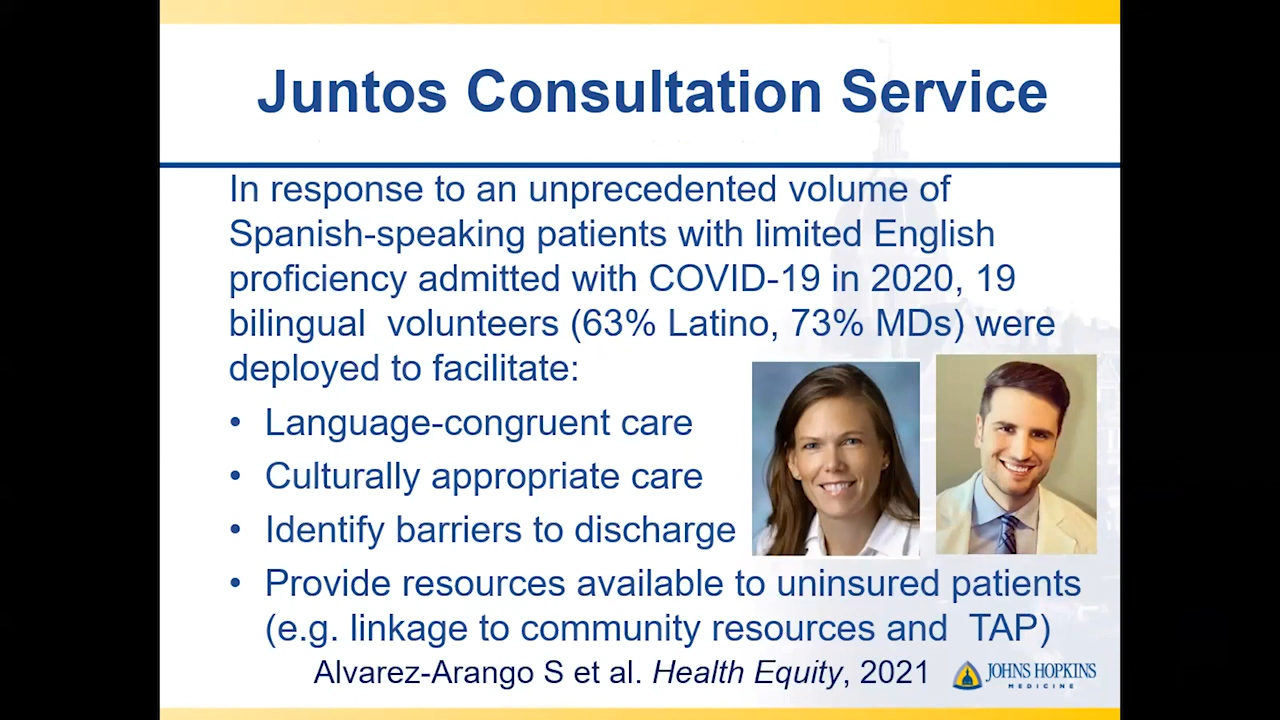 Juntos Consultation Service
In response to an unprecedented volume of
Spanish-speaking patients with limited English
proficiency admitted with COVID-19 in 2020, 19
bilingual  volunteers (63% Latino, 73% MDs) were
deployed to facilitate:
• Language-congruent care
• Culturally appropriate care
• Identify barriers to discharge
• Provide resources available to uninsured patients
(e.g. linkage to community resources and  TAP)
Alvarez-Arango S et al. Health Equity, 2021
JOHNS HOPKINS
MEDICINE